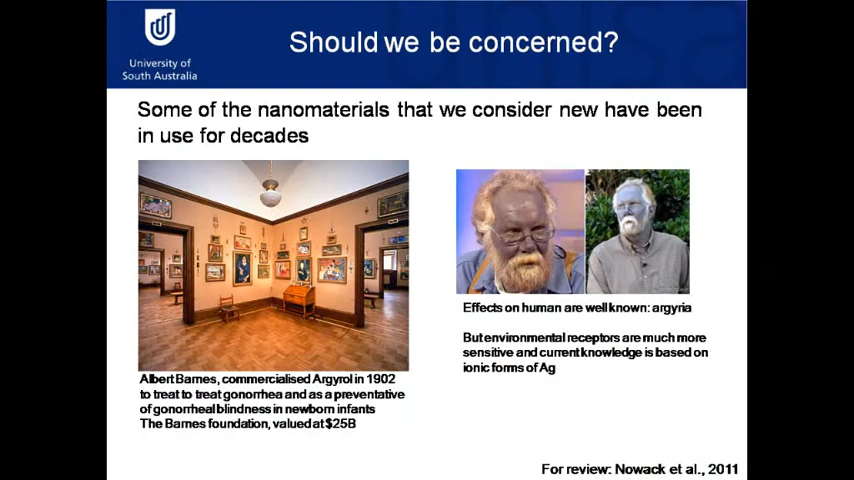 University of
South Australia
Should we be concerned?
Some of the nanomaterials that we consider new have been
in use for decades
Albert Barnes, commercialised Argyrol in 1902
to treat to treat gonorrhea and as a preventative
of gonorrheal blindness in newborn infants
The Barnes foundation, valued at $25B
Effects on human are well known: argyria
But environmental receptors are much more
sensitive and current knowledge is based on
ionic forms of Ag
For review: Nowack et al., 2011